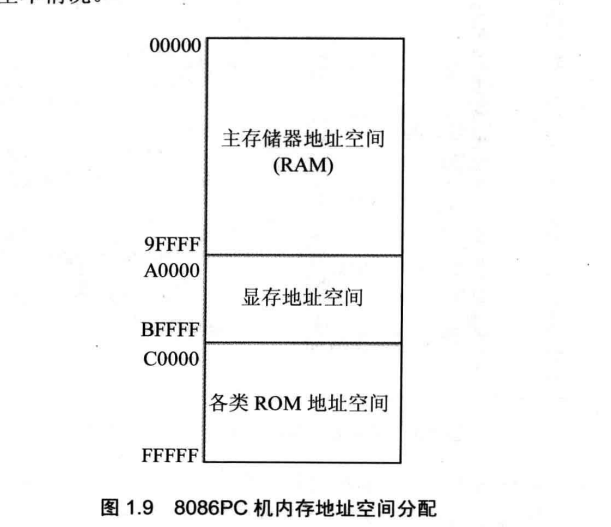 00000
主存储器地址空间
(RAM)
9FFFF
A0000
显存地址空间
BFFFF
C0000
各类 ROM 地址空间
FFFFF
图 1.9 8086PC 机内存地址空间分配